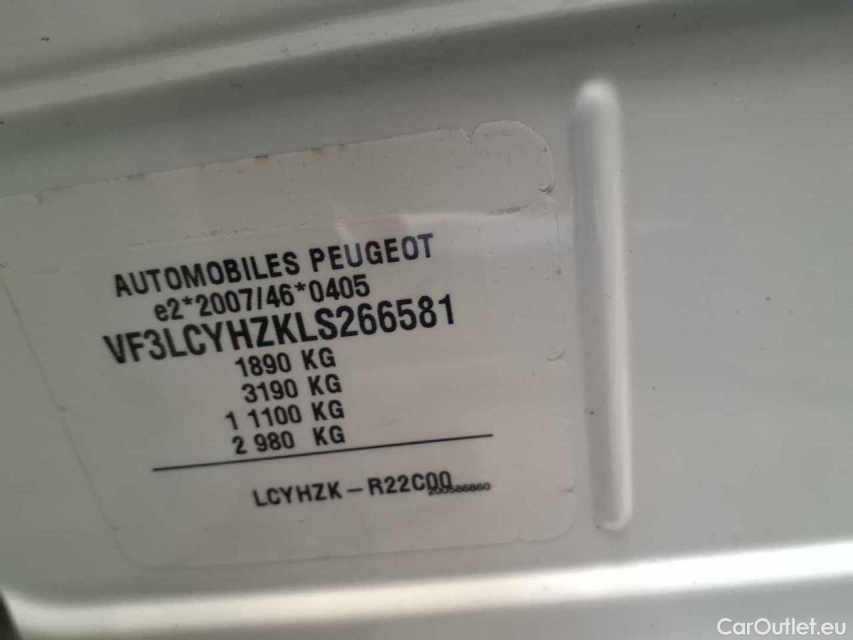 AUTOMOBILES PEUGEOT
e2*2007/46*0405
VF3LCYHZKLS266581
1890 KG
3190 KG
1 1100 KG
2 980 KG
LCYHZK - R22C00
CarOutlet.eu